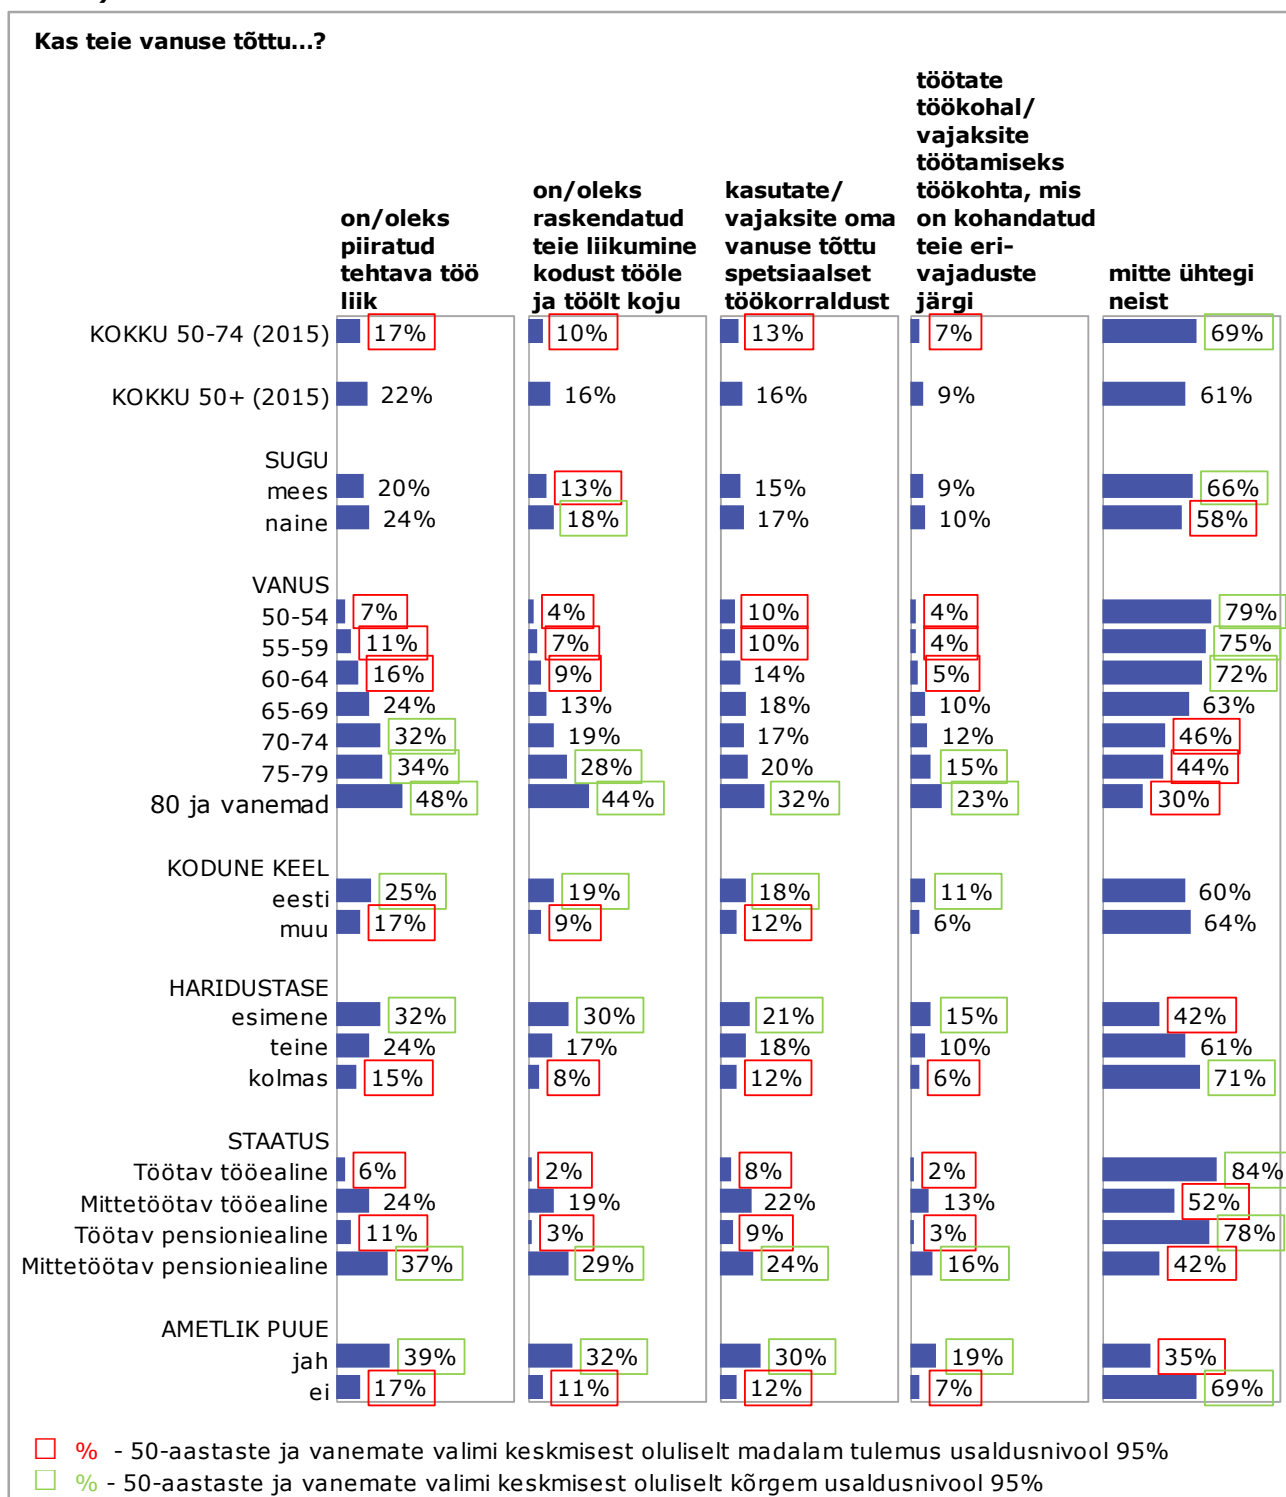 Kas teie vanuse tõttu...?
on/oleks
piiratud
tehtava töö
liik
on/oleks
raskendatud
teie liikumine
kodust tööle
ja töölt koju
kasutate/
vajaksite oma
vanuse tõttu
spetsiaalset
töökorraldust
töötate
töökohal/
vajaksite
töötamiseks
töökohta, mis
on kohandatud
teie eri-
vajaduste
järgi
mitte ühtegi
neist
KOKKU 50-74 (2015) 17% 10% 13% 7% 69%
KOKKU 50+ (2015) 22% 16% 16% 9% 61%
SUGU
mees 20% 13% 15% 9% 66%
naine 24% 18% 17% 10% 58%
VANUS
50-54 7% 4% 10% 4% 79%
55-59 11% 7% 10% 4% 75%
60-64 16% 9% 14% 5% 72%
65-69 24% 13% 18% 10% 63%
70-74 32% 19% 17% 12% 46%
75-79 34% 28% 20% 15% 44%
80 ja vanemad 48% 44% 32% 23% 30%
KODUNE KEEL
eesti 25% 19% 18% 11% 60%
muu 17% 9% 12% 6% 64%
HARIDUSTASE
esimene 32% 30% 21% 15% 42%
teine 24% 17% 18% 10% 61%
kolmas 15% 8% 12% 6% 71%
STAATUS
Töötav tööealine 6% 2% 8% 2% 84%
Mittetöötav tööealine 24% 19% 22% 13% 52%
Töötav pensioniealine 11% 3% 9% 3% 78%
Mittetöötav pensioniealine 37% 29% 24% 16% 42%
AMETLIK PUUE
jah 39% 32% 30% 19% 35%
ei 17% 11% 12% 7% 69%
% - 50-aastaste ja vanemate valimi keskmisest oluliselt madalam tulemus usaldusnivool 95%
% - 50-aastaste ja vanemate valimi keskmisest oluliselt kõrgem usaldusnivool 95%